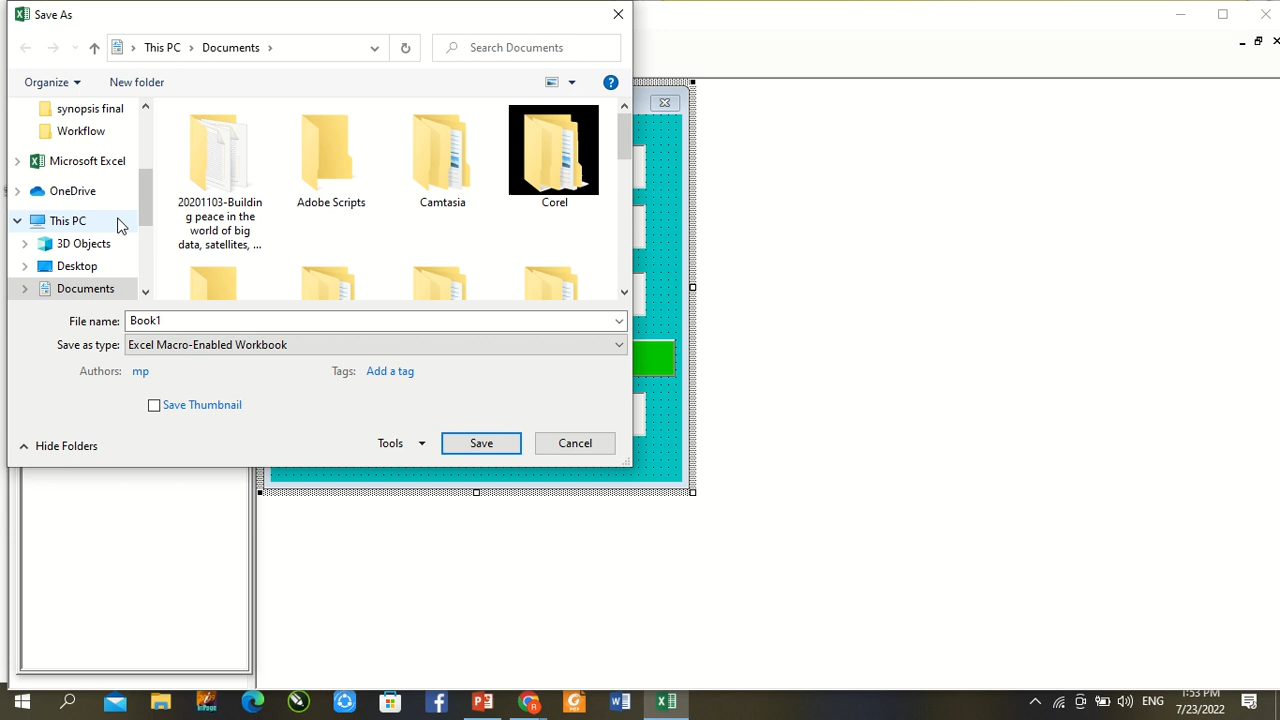 Save As
This PC > Documents >
Search Documents
Organize
New folder
synopsis final
Workflow
Microsoft Excel
OneDrive
This PC
3D Objects
Desktop
Documents
20201103-Buildin
g peace in the
world of big
data, satellites, ...
Adobe Scripts
Camtasia
Corel
File name: Book1
Save as type: Excel Macro-Enabled Workbook
Authors: mp
Tags: Add a tag
Save Thumbnail
Hide Folders
Tools
Save
Cancel
ENG
1:53 PM
7/23/2022